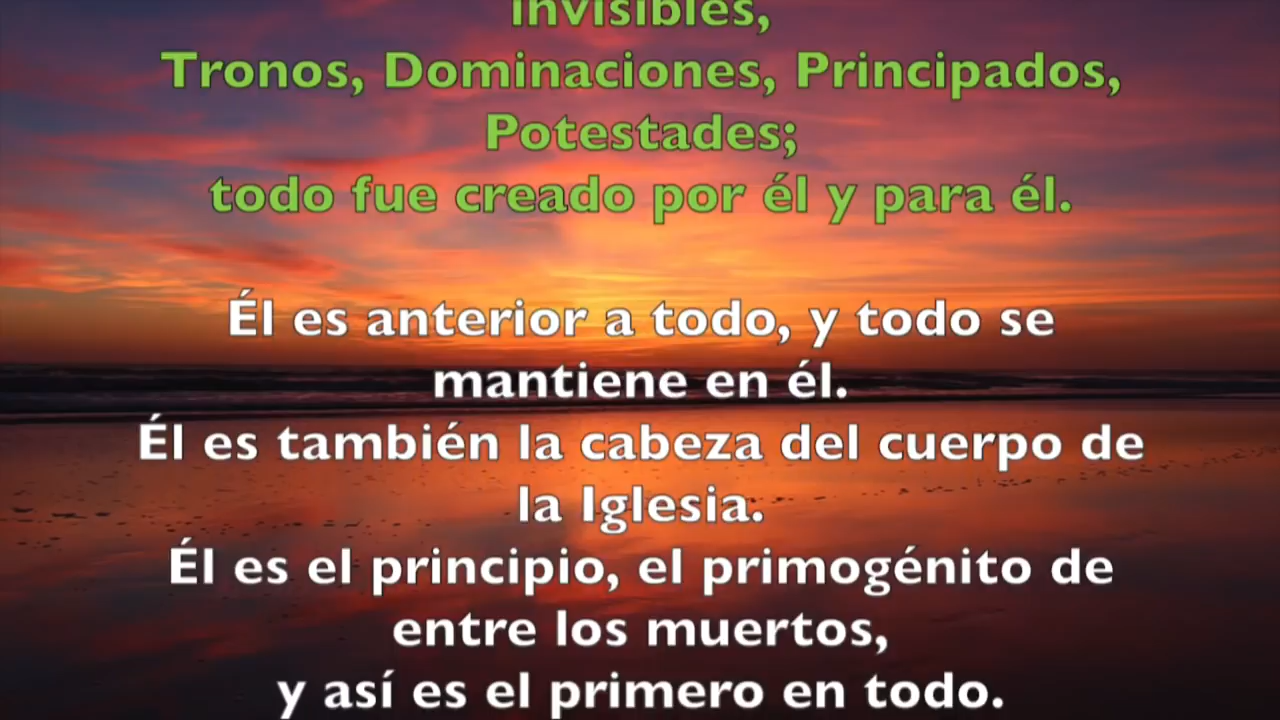 invisibles,
Tronos, Dominaciones, Principados,
Potestades;
todo fue creado por él y para él.
Él es anterior a todo, y todo se
mantiene en él.
Él es también la cabeza del cuerpo de
la Iglesia.
Él es el principio, el primogénito de
entre los muertos,
y así es el primero en todo.